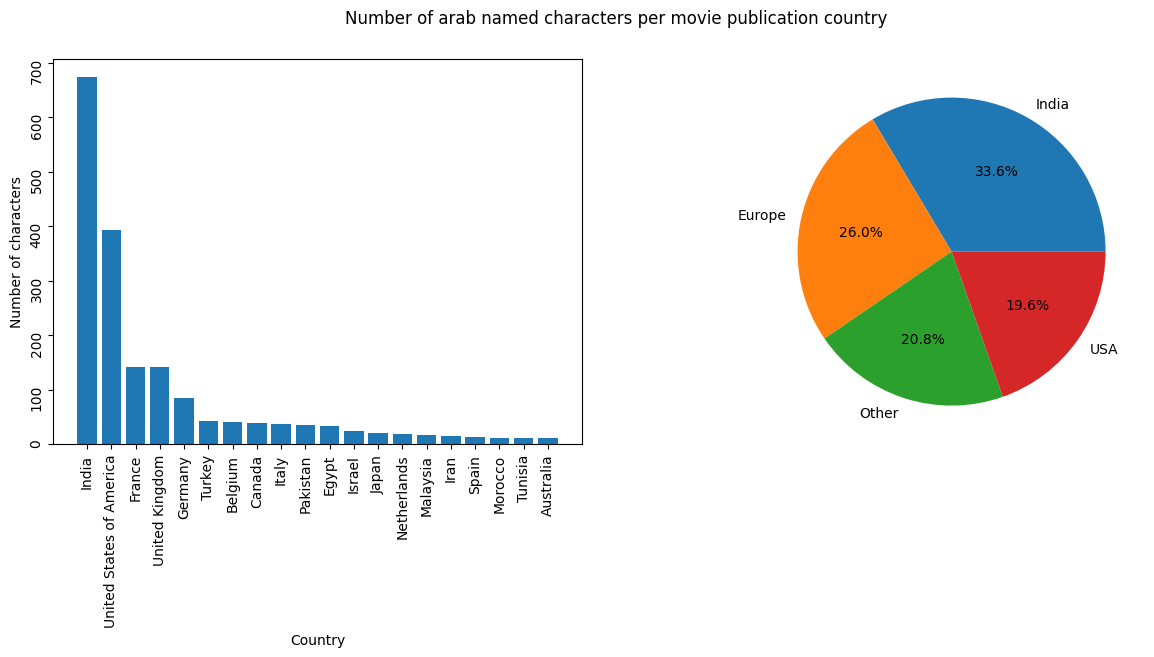 Number of arab named characters per movie publication country
Number of characters
700
600
500
400
300
200
100
0
India
United States of America
France
United Kingdom
Germany
Turkey
Belgium
Canada
Italy
Pakistan
Egypt
Israel
Japan
Netherlands
Malaysia
Iran
Spain
Morocco
Tunisia
Australia
Country
India
33.6%
Europe
26.0%
Other
20.8%
USA
19.6%